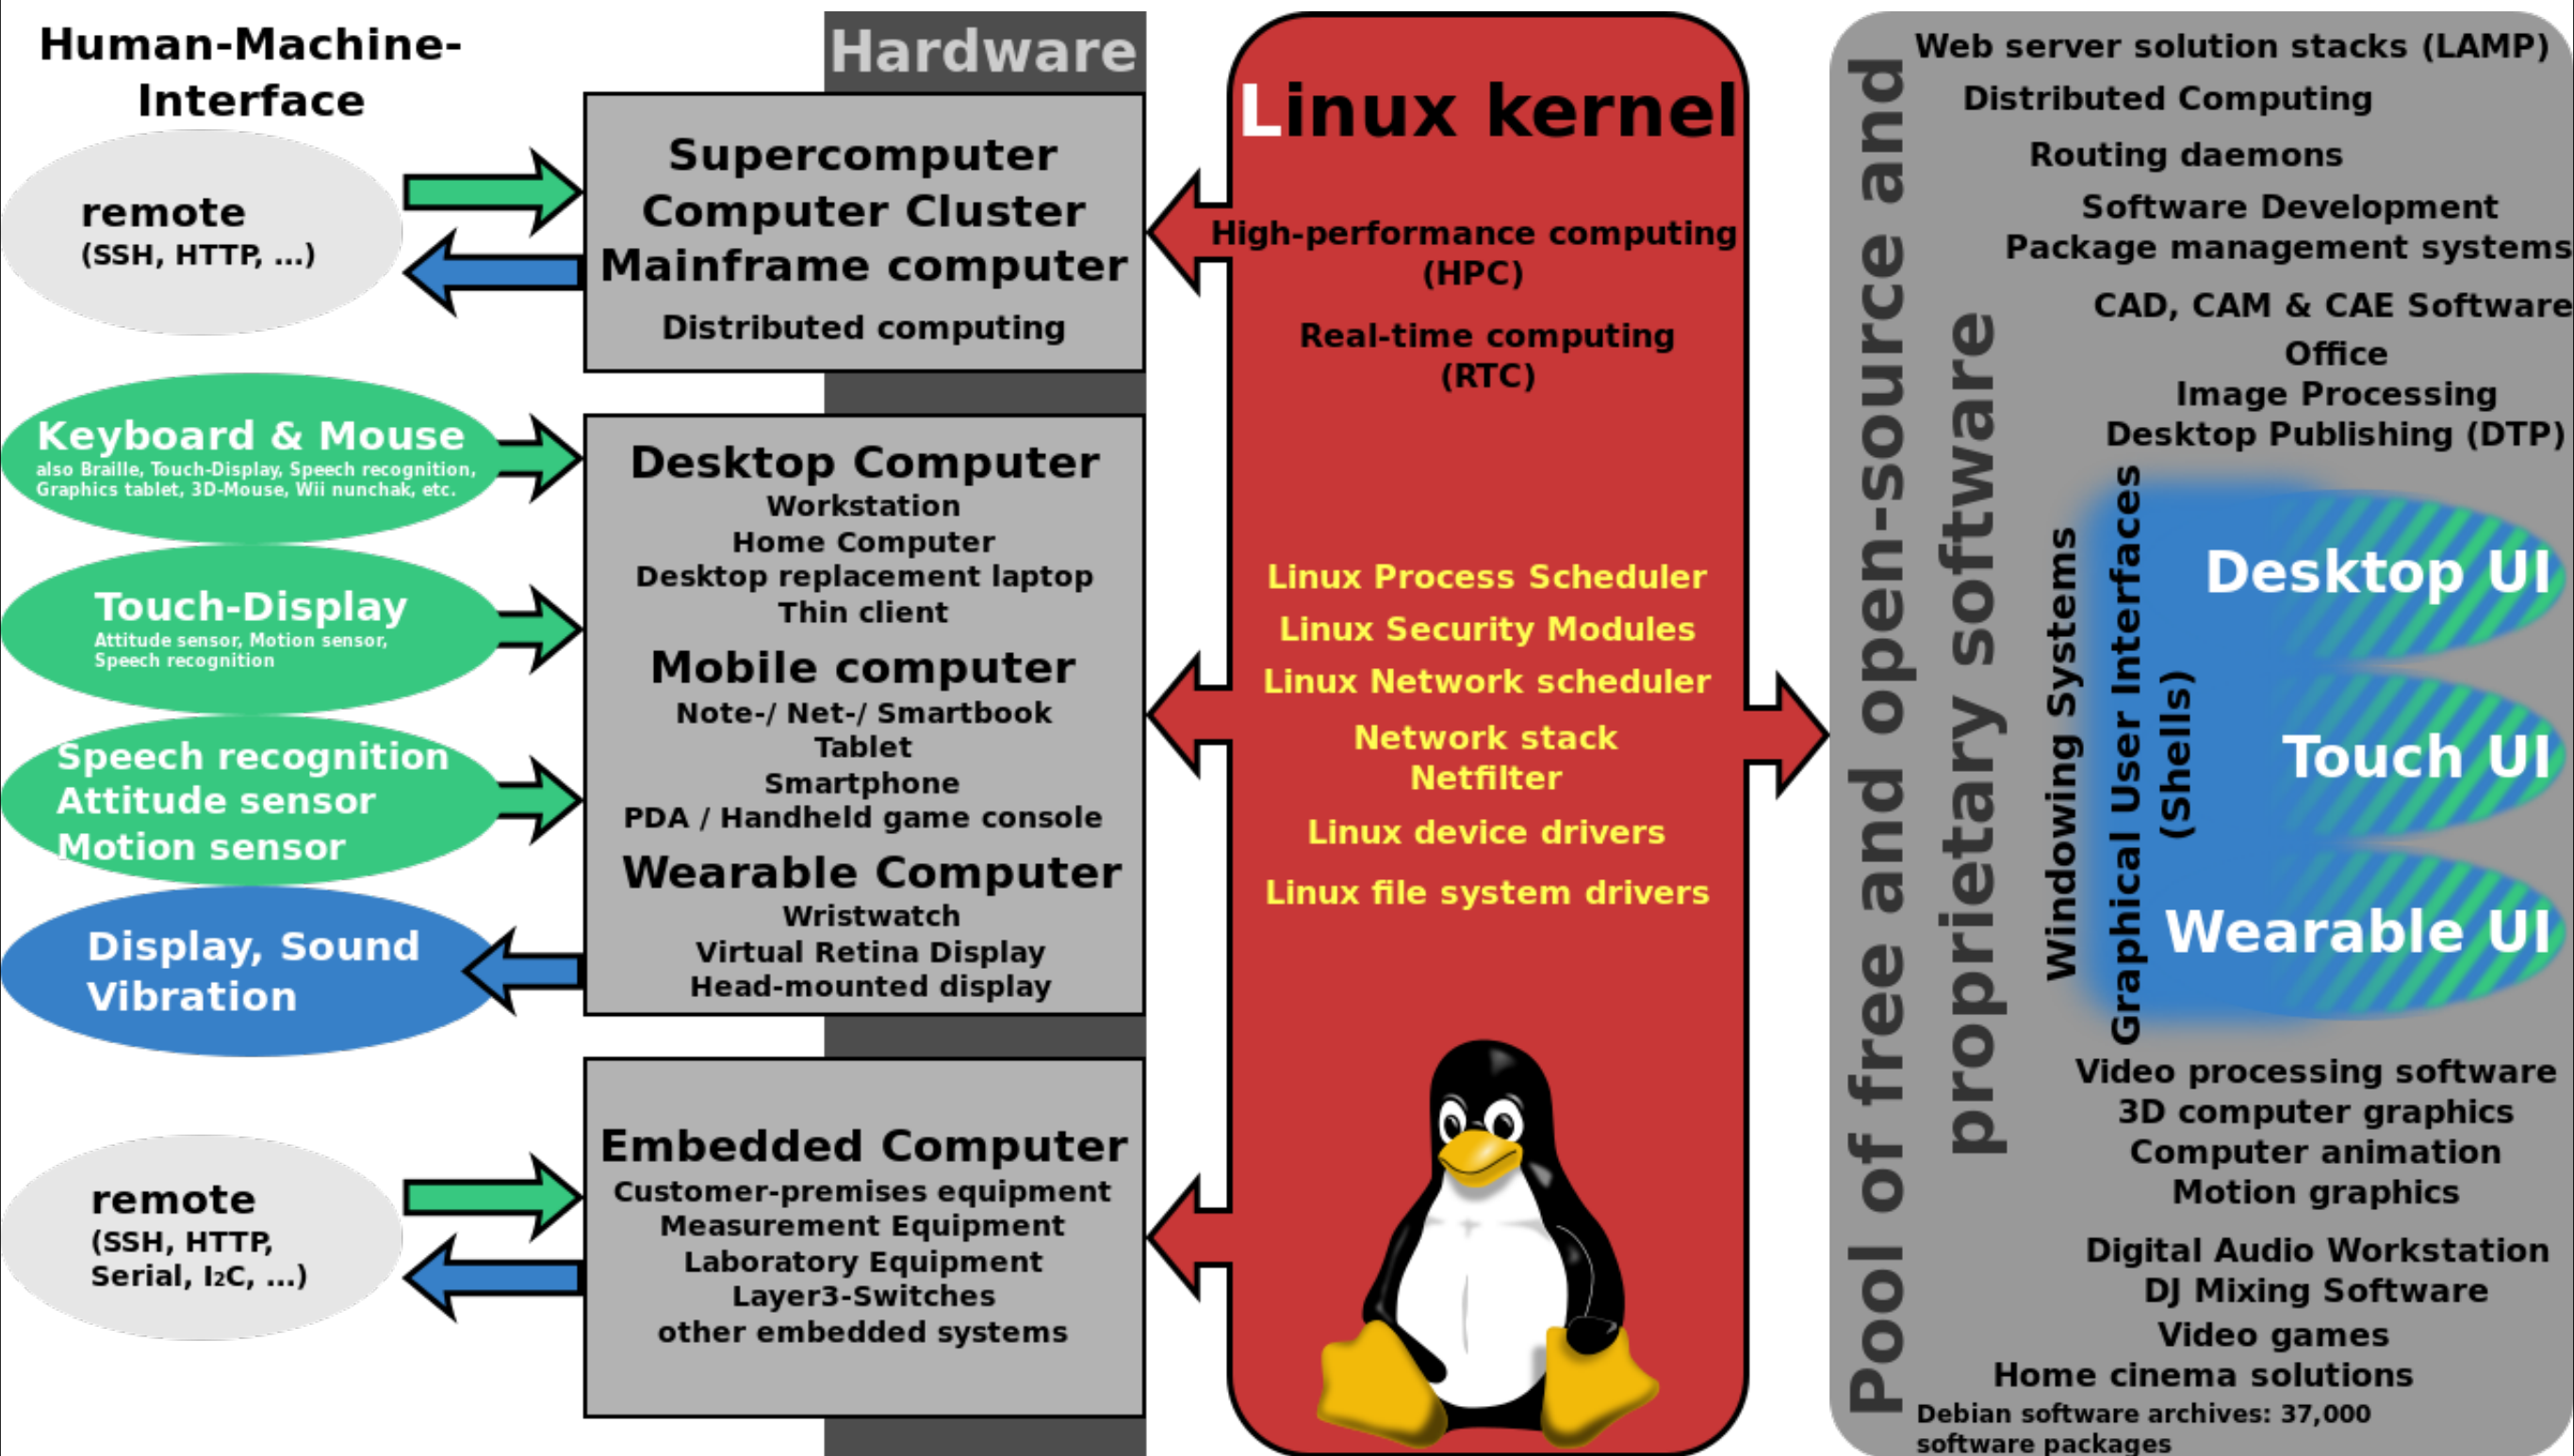 Human-Machine-
Interface
remote
(SSH, HTTP, ...)
Keyboard & Mouse
also Braille, Touch-Display, Speech recognition,
Graphics tablet, 3D-Mouse, Wii nunchak, etc.
Touch-Display
Attitude sensor, Motion sensor,
Speech recognition
Speech recognition
Attitude sensor
Motion sensor
Display, Sound
Vibration
remote
(SSH, HTTP,
Serial, I2C, ...)
Hardware
Supercomputer
Computer Cluster
Mainframe computer
Distributed computing
Desktop Computer
Workstation
Home Computer
Desktop replacement laptop
Thin client
Mobile computer
Note-/ Net-/ Smartbook
Tablet
Smartphone
PDA / Handheld game console
Wearable Computer
Wristwatch
Virtual Retina Display
Head-mounted display
Embedded Computer
Customer-premises equipment
Measurement Equipment
Laboratory Equipment
Layer3-Switches
other embedded systems
Linux kernel
High-performance computing
(HPC)
Real-time computing
(RTC)
Linux Process Scheduler
Linux Security Modules
Linux Network scheduler
Network stack
Netfilter
Linux device drivers
Linux file system drivers
Pool of free and open-source and
proprietary software
Web server solution stacks (LAMP)
Distributed Computing
Routing daemons
Software Development
Package management systems
CAD, CAM & CAE Software
Office
Image Processing
Desktop Publishing (DTP)
Windowing Systems
Graphical User Interfaces
(Shells)
Desktop UI
Touch UI
Wearable UI
Video processing software
3D computer graphics
Computer animation
Motion graphics
Digital Audio Workstation
DJ Mixing Software
Video games
Home cinema solutions
Debian software archives: 37,000
software packages